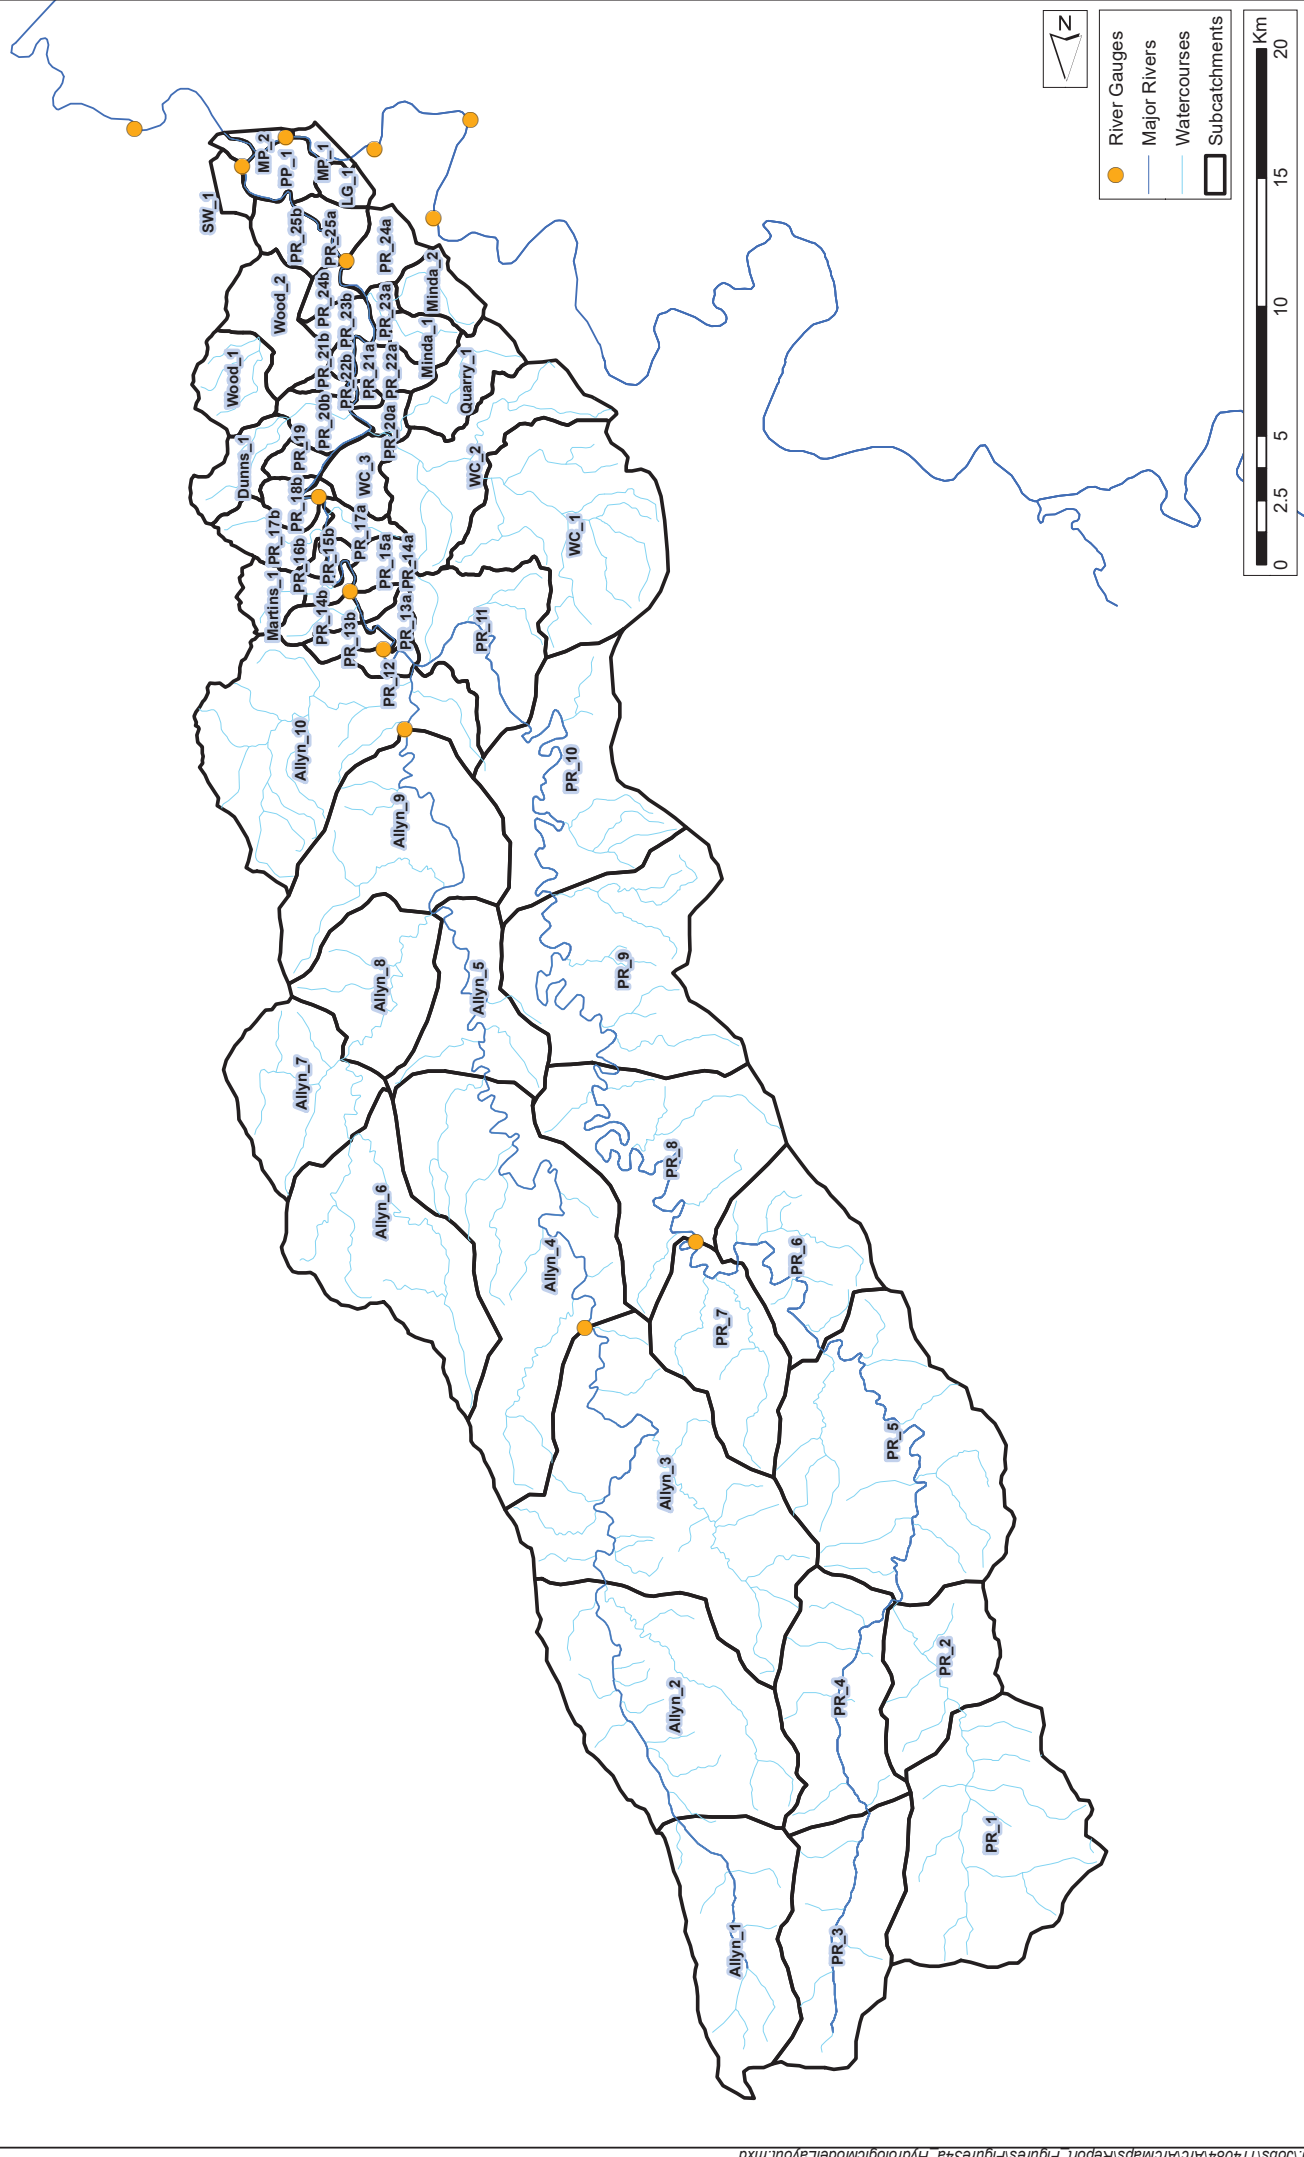 SW_1
MP_2
PP_1
MP_1
LG_1
PR_25b
PR_25a
PR_24a
Wood_2
PR_24b
PR_23b
PR_23a
Minda_2
Wood_1
PR_21b
PR_22b
PR_21a
PR_22a
Minda_1
Quarry_1
PR_20b
PR_20a
Dunns_1
PR_19
PR_18b
WC_3
WC_2
WC_1
PR_17b
PR_17a
PR_16b
PR_15b
PR_15a
PR_14a
Martins_1
PR_14b
PR_13b
PR_13a
PR_12
PR_11
PR_10
Allyn_10
Allyn_9
Allyn_8
Allyn_5
PR_9
Allyn_7
Allyn_6
Allyn_4
PR_8
PR_7
PR_6
Allyn_3
PR_5
Allyn_2
PR_4
PR_2
PR_1
Allyn_1
PR_3
N
River Gauges
Major Rivers
Watercourses
Subcatchments
0 2.5 5 10 15 20
Km